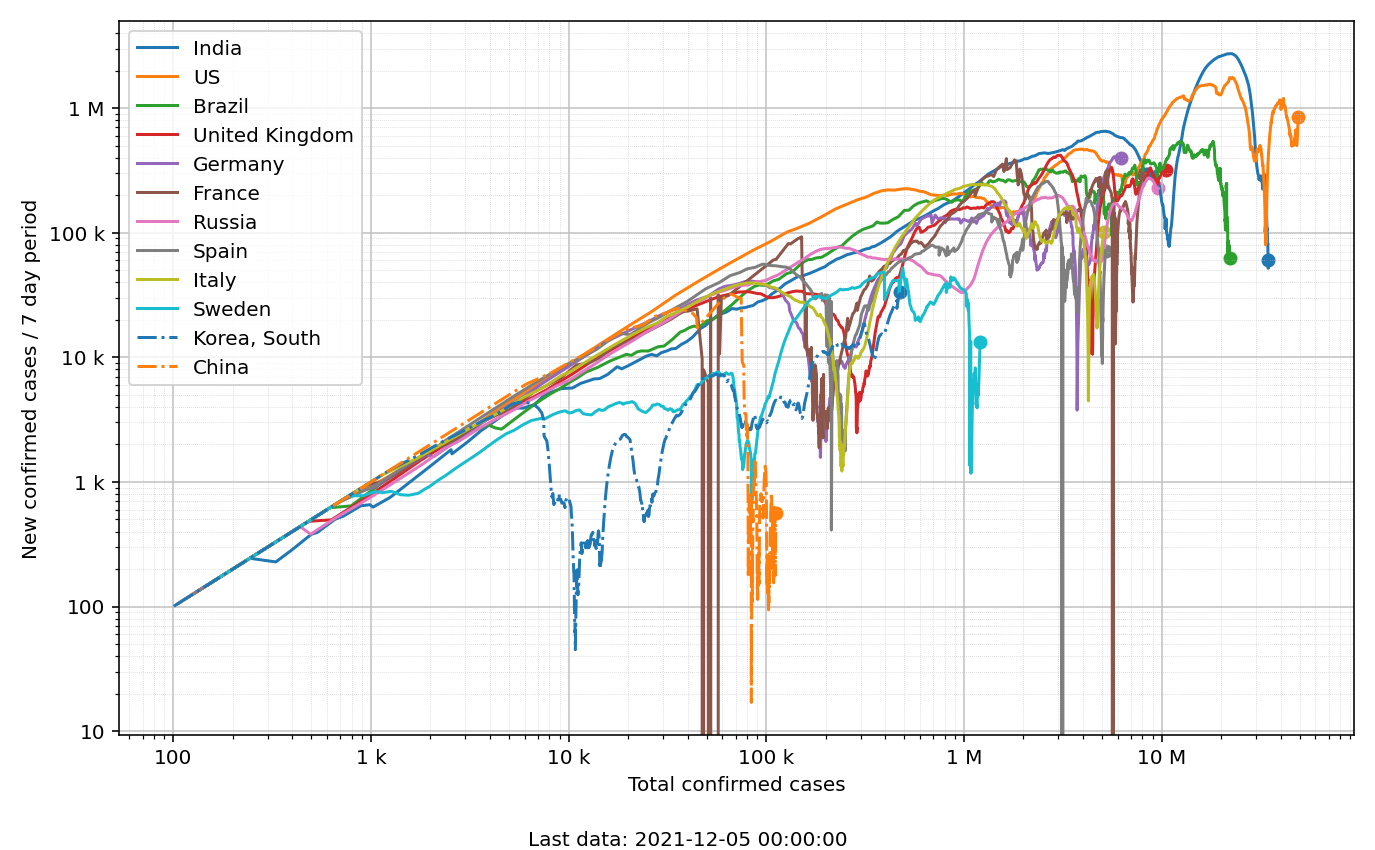 India
US
Brazil
United Kingdom
Germany
France
Russia
Spain
Italy
Sweden
Korea, South
China
New confirmed cases / 7 day period
1 M
100 k
10 k
1 k
100
10
100
1 k
10 k
100 k
1 M
10 M
Total confirmed cases
Last data: 2021-12-05 00:00:00